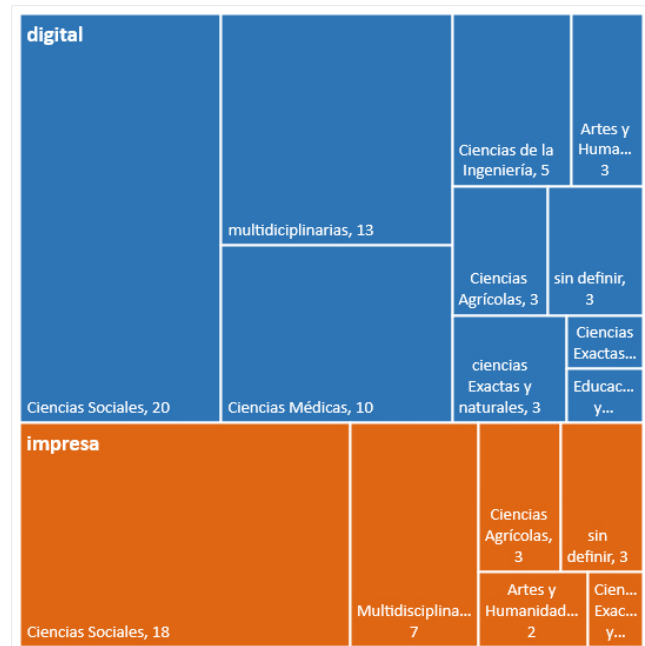 digital
Ciencias Sociales, 20
multidiciplinarias, 13
Ciencias Médicas, 10
Ciencias de la
Ingeniería, 5
Artes y
Huma...
3
Ciencias
Agrícolas, 3
sin definir,
3
ciencias
Exactas y
naturales, 3
Ciencias
Exactas...
Educac...
y...
impresa
Ciencias Sociales, 18
Multidisciplina...
7
Ciencias
Agrícolas,
3
sin
definir, 3
Artes y
Humanidad...
2
Cien...
Exac...
y...